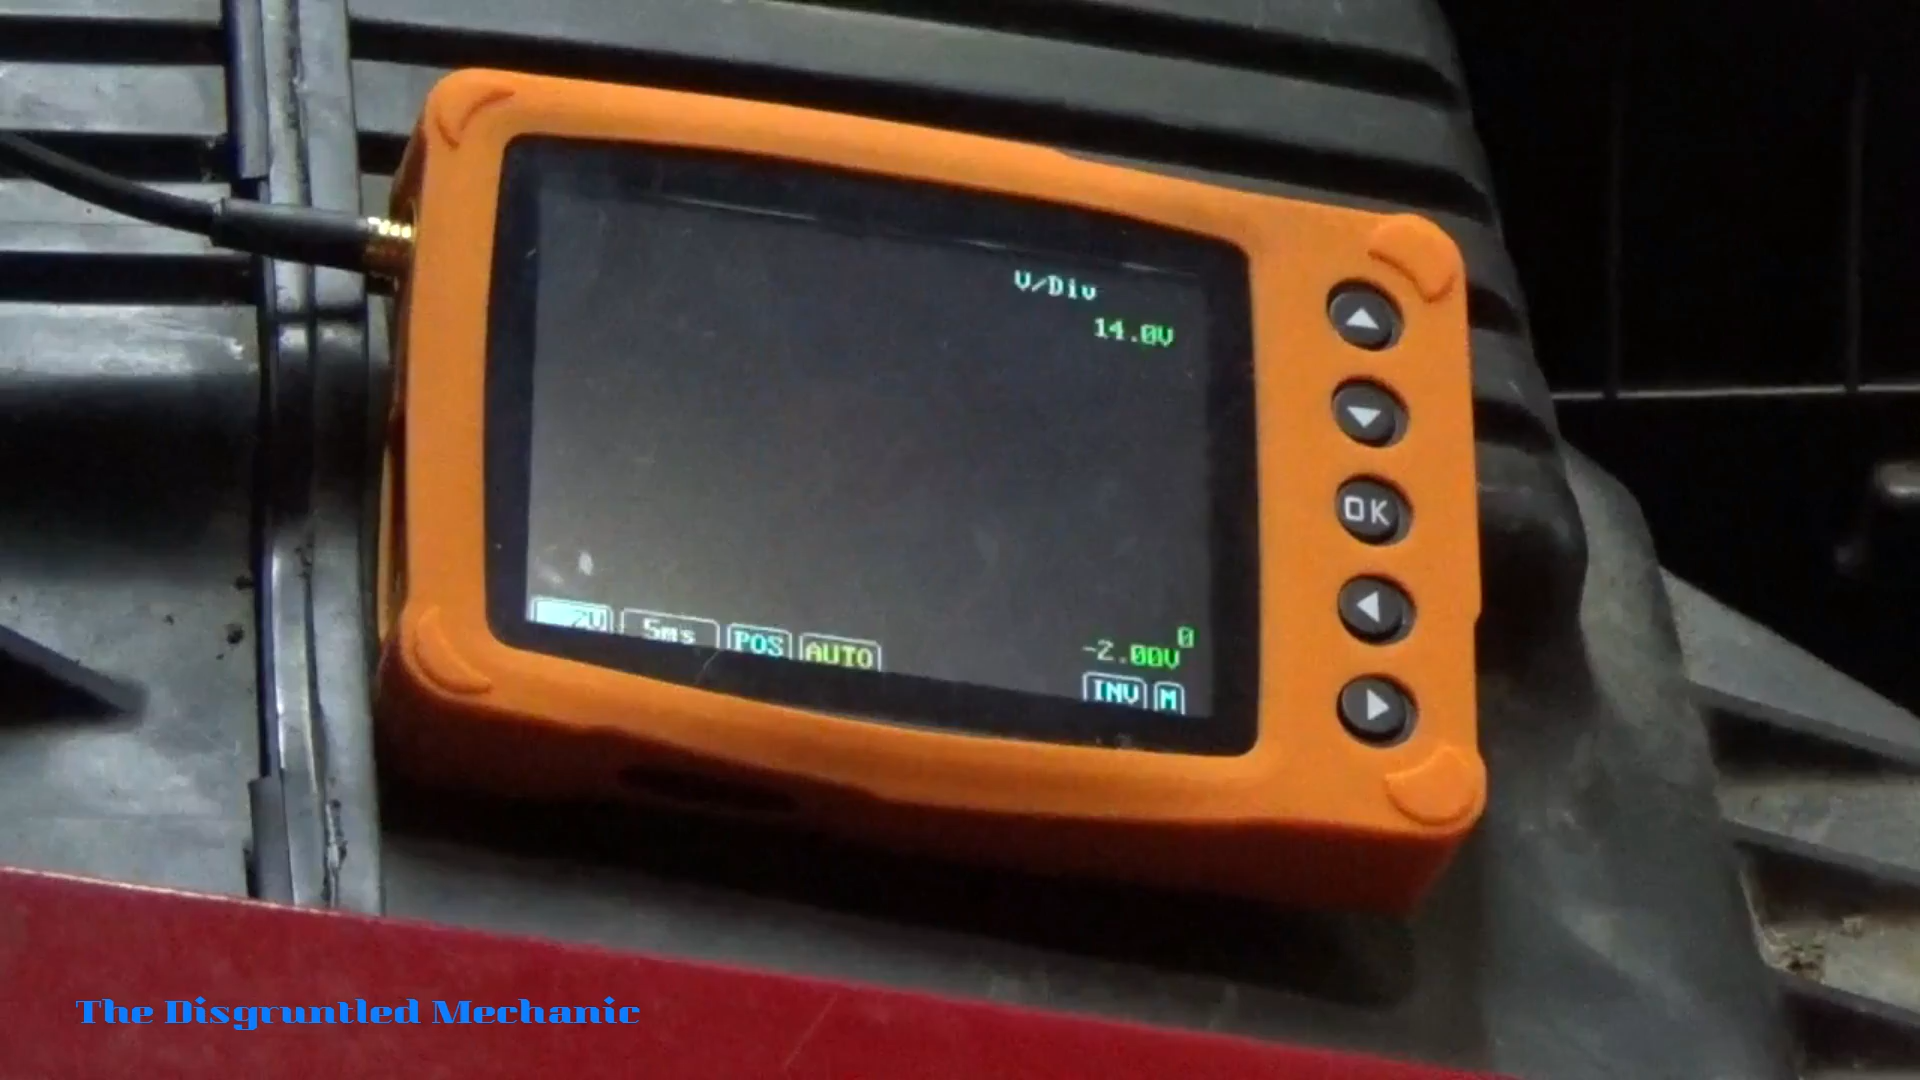 V/Div
14.0V
2V 5ms POS AUTO
0
-2.00V
INV M
OK
The Disgruntled Mechanic